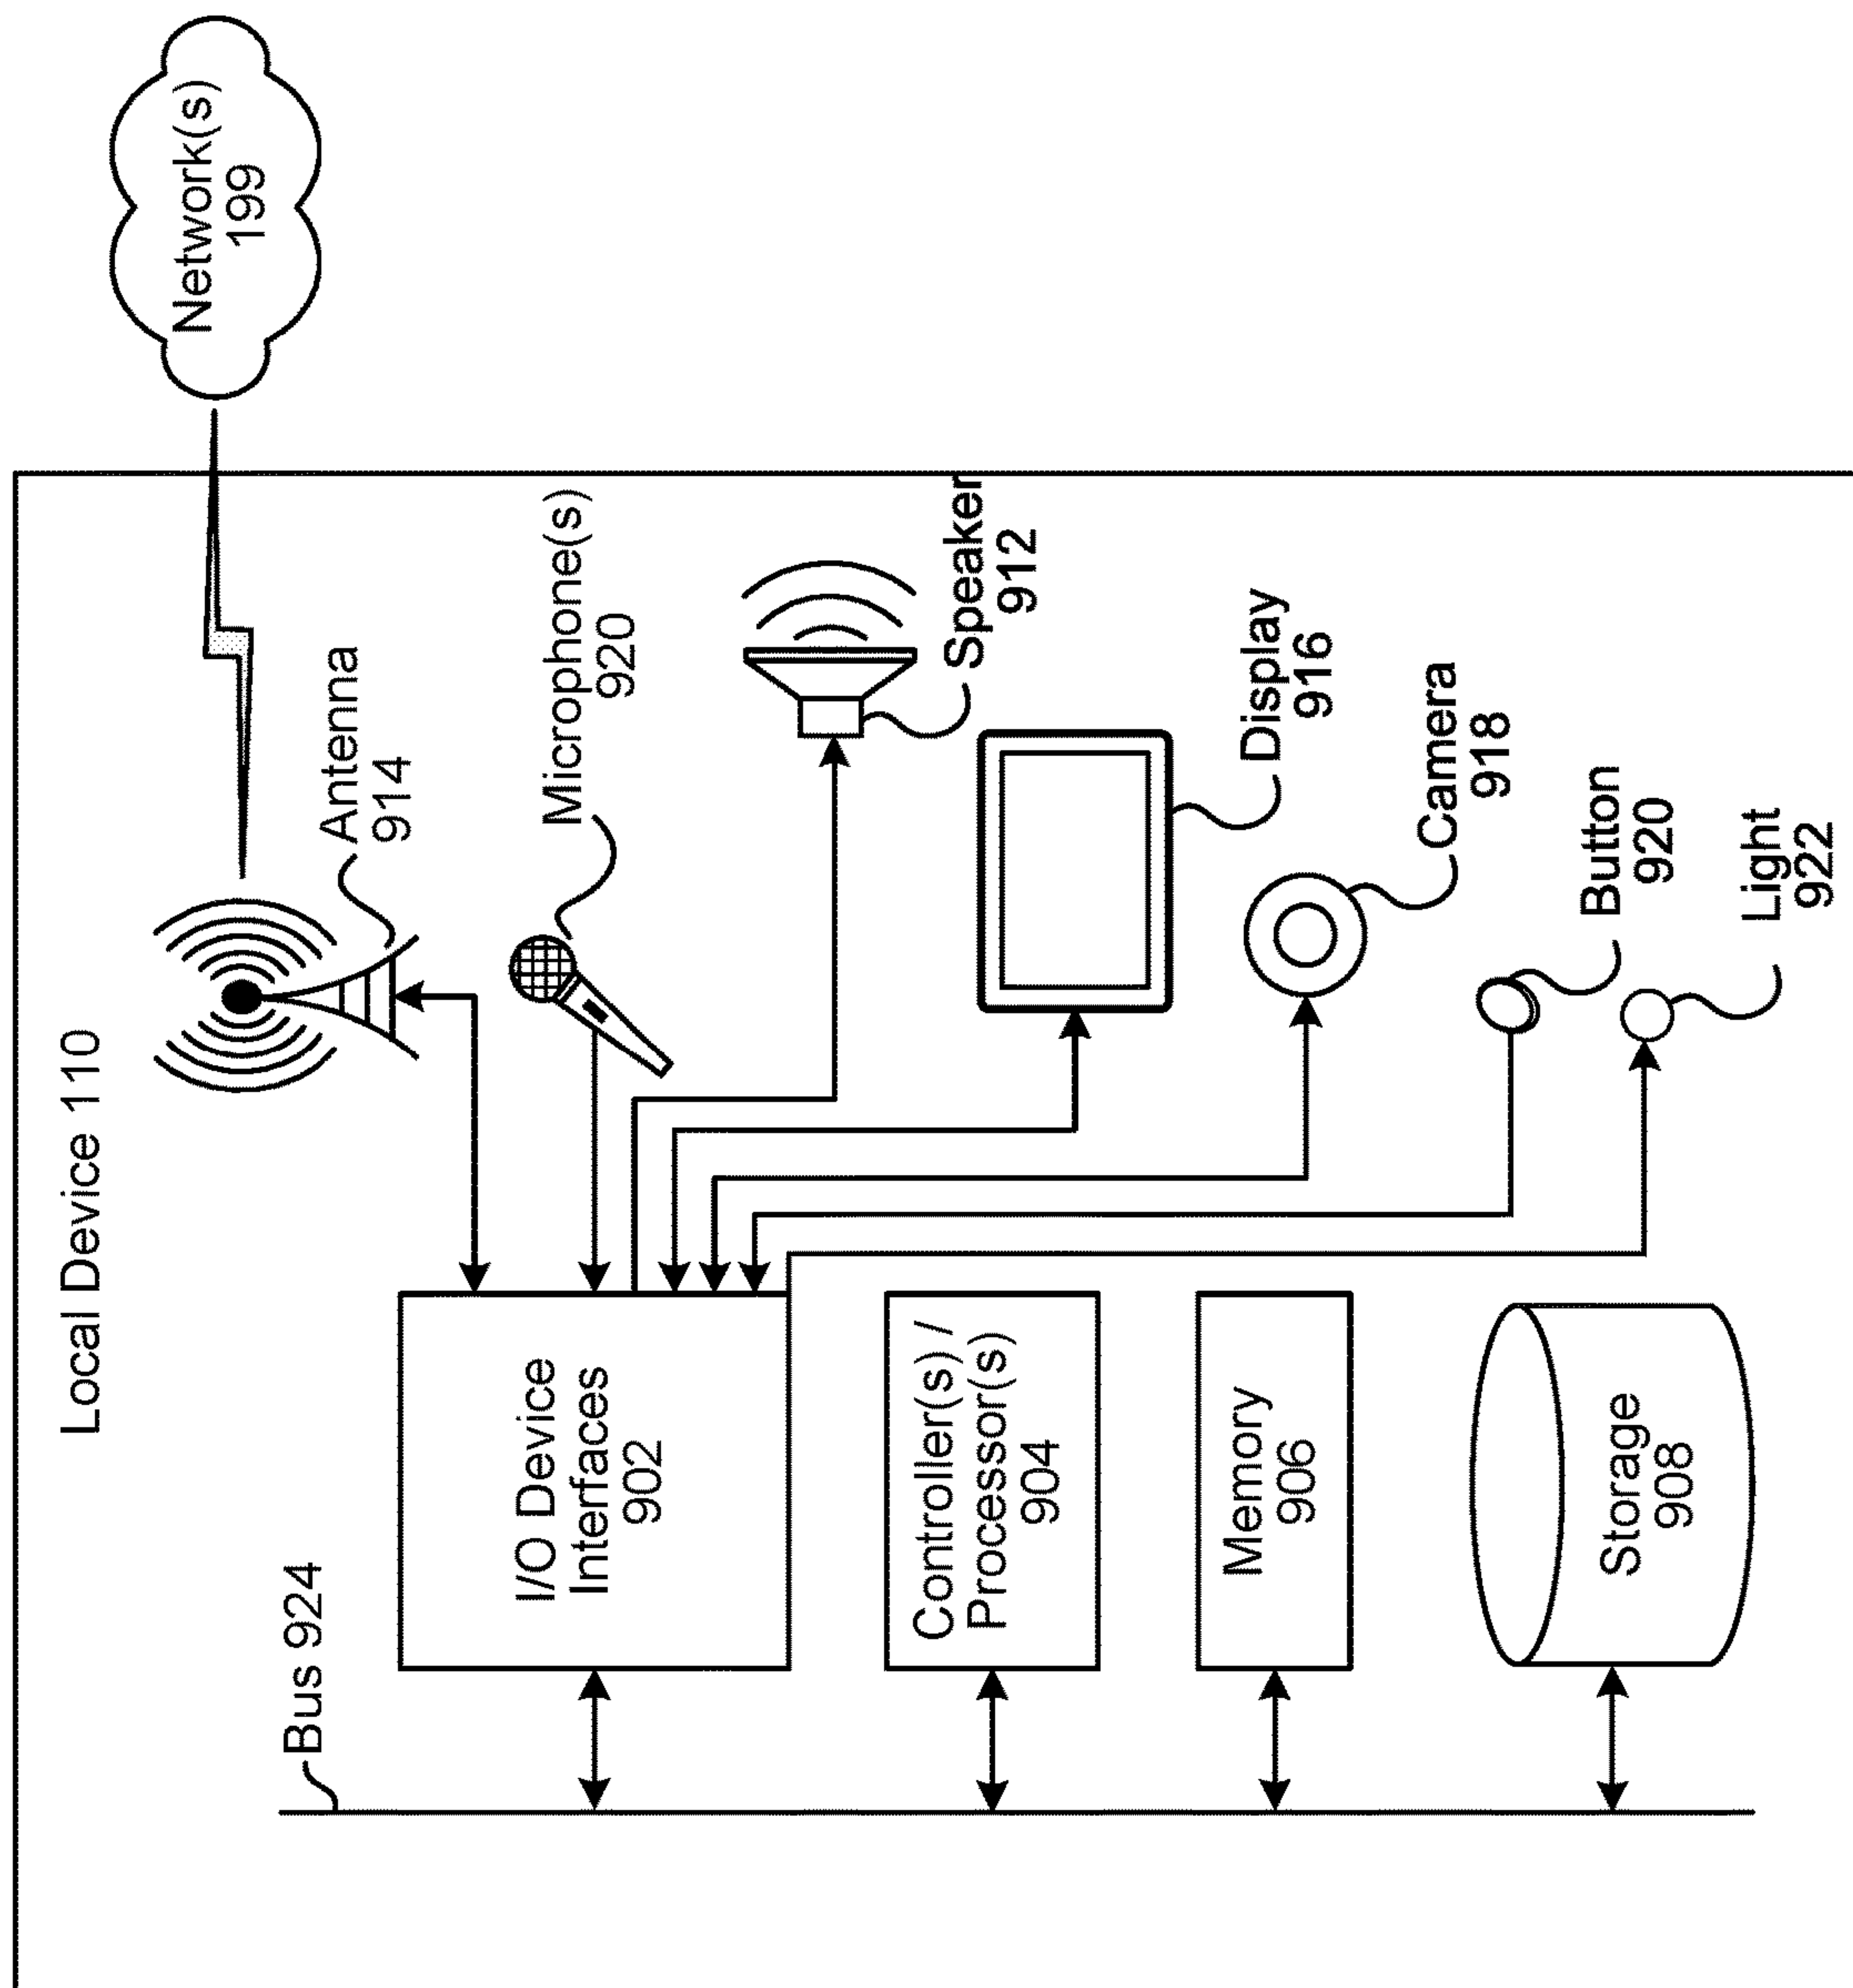 Local Device 110
Network(s)
199
Bus 924
Antenna
914
I/O Device
Interfaces
902
Microphone(s)
920
Speaker
912
Controller(s) /
Processor(s)
904
Display
916
Memory
906
Camera
918
Button
920
Storage
908
Light
922